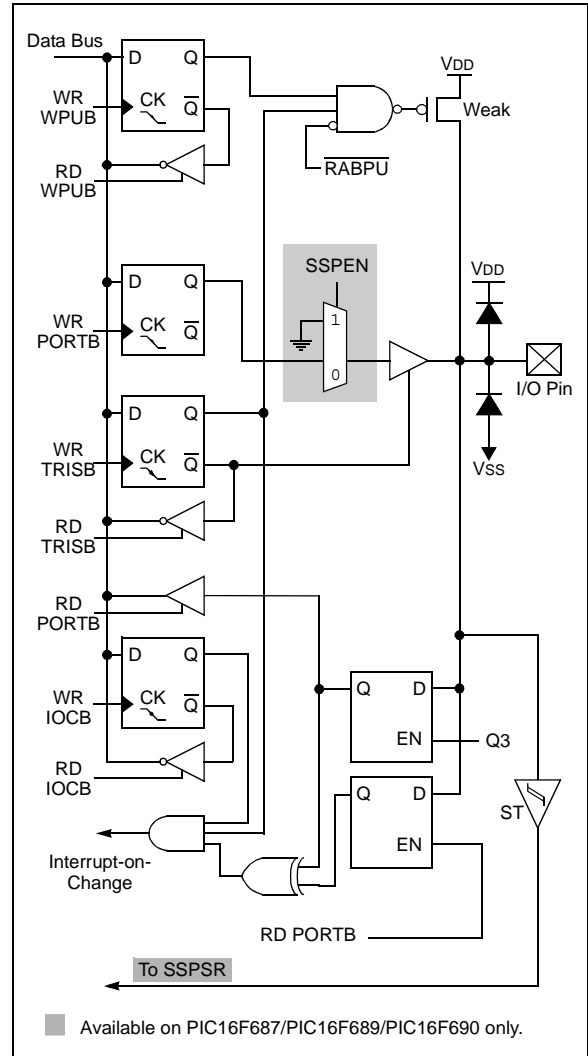 Data Bus
D Q
VDD
WR
WPUB
CK
Q̅
Weak
RD
WPUB
R̅A̅B̅P̅U̅
SSPEN
VDD
D Q
1
WR
PORTB
CK
Q̅
0
I/O Pin
D Q
WR
TRISB
CK
Q̅
VSS
RD
TRISB
RD
PORTB
D Q
Q D
WR
IOCB
CK
Q̅
EN
Q3
RD
IOCB
Q D
ST
EN
Interrupt-on-
Change
RD PORTB
To SSPSR
Available on PIC16F687/PIC16F689/PIC16F690 only.